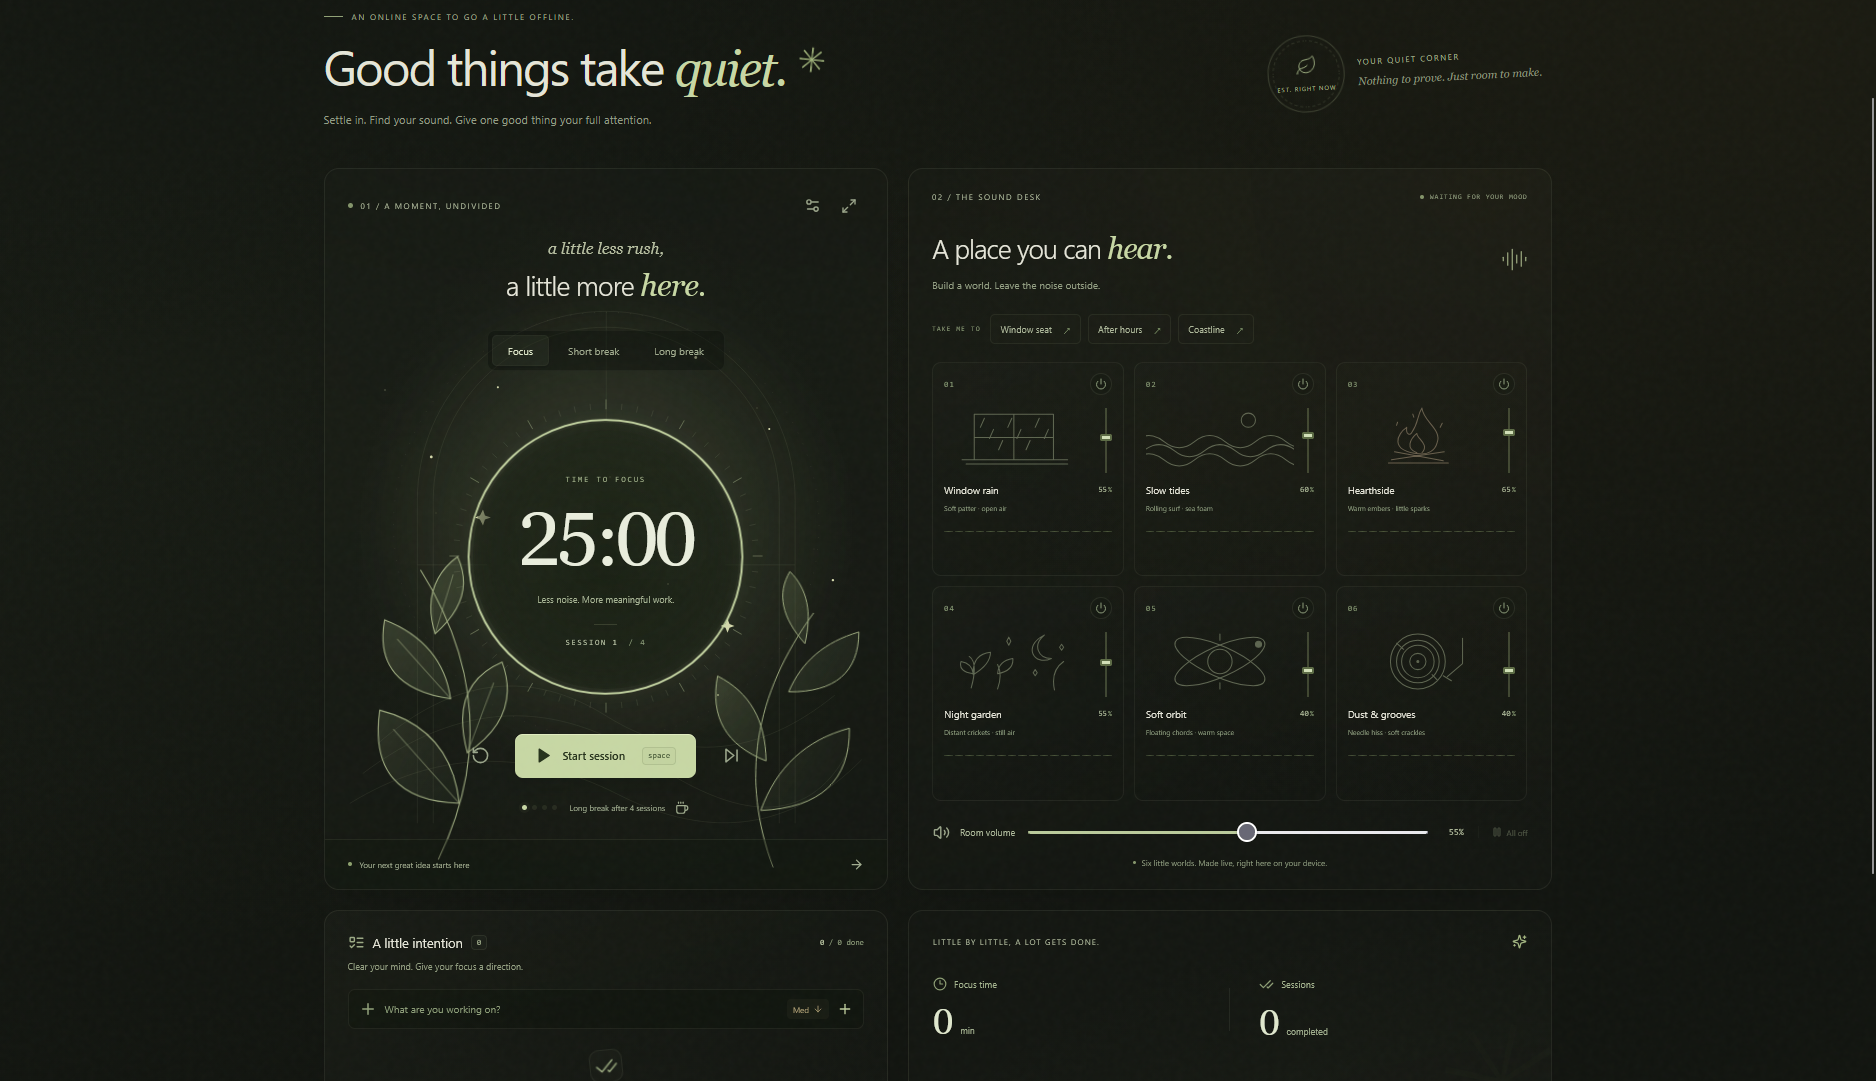 AN ONLINE SPACE TO GO A LITTLE OFFLINE.
Good things take quiet.
Settle in. Find your sound. Give one good thing your full attention.
EST. RIGHT NOW
YOUR QUIET CORNER
Nothing to prove. Just room to make.
01 / A MOMENT, UNDIVIDED
a little less rush,
a little more here.
Focus Short break Long break
TIME TO FOCUS
25:00
Less noise. More meaningful work.
SESSION 1 / 4
Start session space
Long break after 4 sessions
Your next great idea starts here
02 / THE SOUND DESK
WAITING FOR YOUR MOOD
A place you can hear.
Build a world. Leave the noise outside.
TAKE ME TO Window seat ↗ After hours ↗ Coastline ↗
01
Window rain 55%
Soft patter · open air
02
Slow tides 60%
Rolling surf · sea foam
03
Hearthside 65%
Warm embers · little sparks
04
Night garden 55%
Distant crickets · still air
05
Soft orbit 40%
Floating chords · warm space
06
Dust & grooves 40%
Needle hiss · soft crackles
Room volume 55% All off
Six little worlds. Made live, right here on your device.
A little intention 0
0 / 0 done
Clear your mind. Give your focus a direction.
What are you working on? Med
LITTLE BY LITTLE, A LOT GETS DONE.
Focus time
0 min
Sessions
0 completed